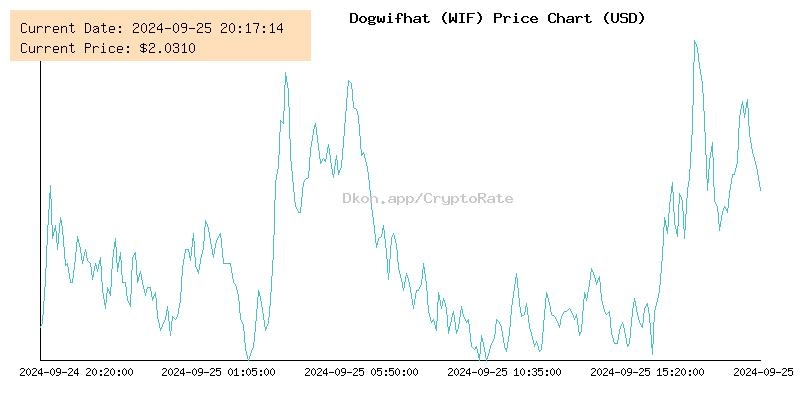 Dogwifhat (WIF) Price Chart (USD)
Current Date: 2024-09-25 20:17:14
Current Price: $2.0310
Dkon.app/CryptoRate
2024-09-24 20:20:00 2024-09-25 01:05:00 2024-09-25 05:50:00 2024-09-25 10:35:00 2024-09-25 15:20:00 2024-09-25